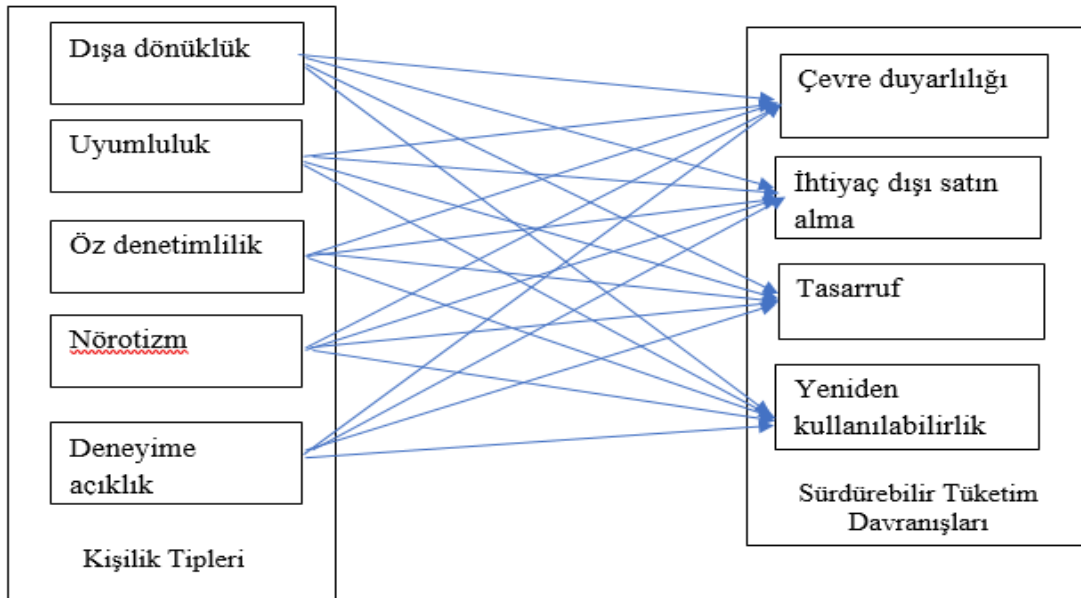 Dışa dönüklük
Uyumluluk
Öz denetimlilik
Nörotizm
Deneyime
açıklık
Kişilik Tipleri
Çevre duyarlılığı
İhtiyaç dışı satın
alma
Tasarruf
Yeniden
kullanılabilirlik
Sürdürebilir Tüketim
Davranışları